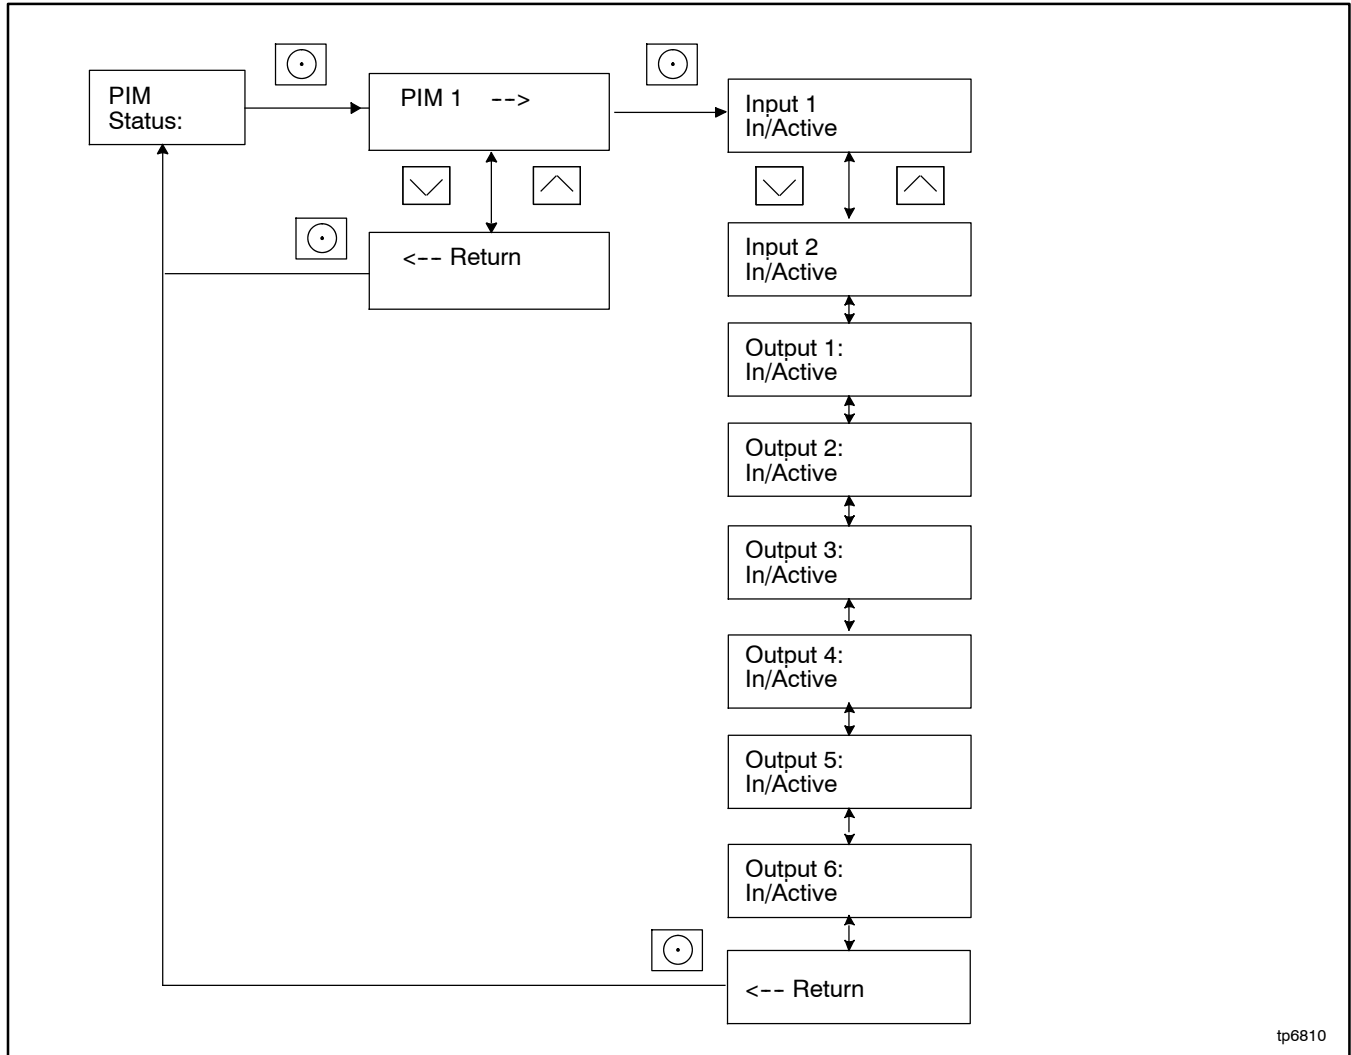 PIM
Status:
PIM 1 -->
<-- Return
Input 1
In/Active
Input 2
In/Active
Output 1:
In/Active
Output 2:
In/Active
Output 3:
In/Active
Output 4:
In/Active
Output 5:
In/Active
Output 6:
In/Active
<-- Return
tp6810